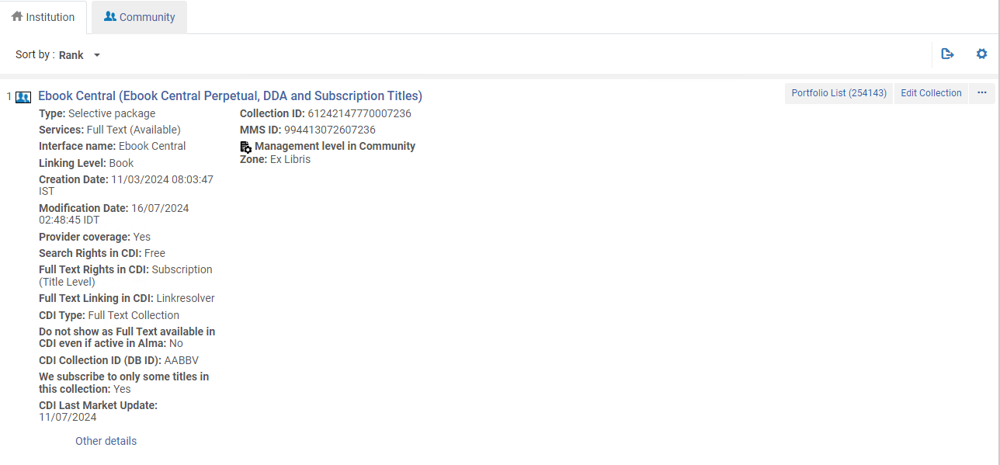 Institution
Community
Sort by : Rank
1 Ebook Central (Ebook Central Perpetual, DDA and Subscription Titles)
Portfolio List (254143)
Edit Collection
...
Type: Selective package
Services: Full Text (Available)
Interface name: Ebook Central
Linking Level: Book
Creation Date: 11/03/2024 08:03:47
IST
Modification Date: 16/07/2024
02:48:45 IDT
Provider coverage: Yes
Search Rights in CDI: Free
Full Text Rights in CDI: Subscription
(Title Level)
Full Text Linking in CDI: Linkresolver
CDI Type: Full Text Collection
Do not show as Full Text available in
CDI even if active in Alma: No
CDI Collection ID (DB ID): AABBV
We subscribe to only some titles in
this collection: Yes
CDI Last Market Update:
11/07/2024
Collection ID: 61242147770007236
MMS ID: 994413072607236
Management level in Community
Zone: Ex Libris
Other details